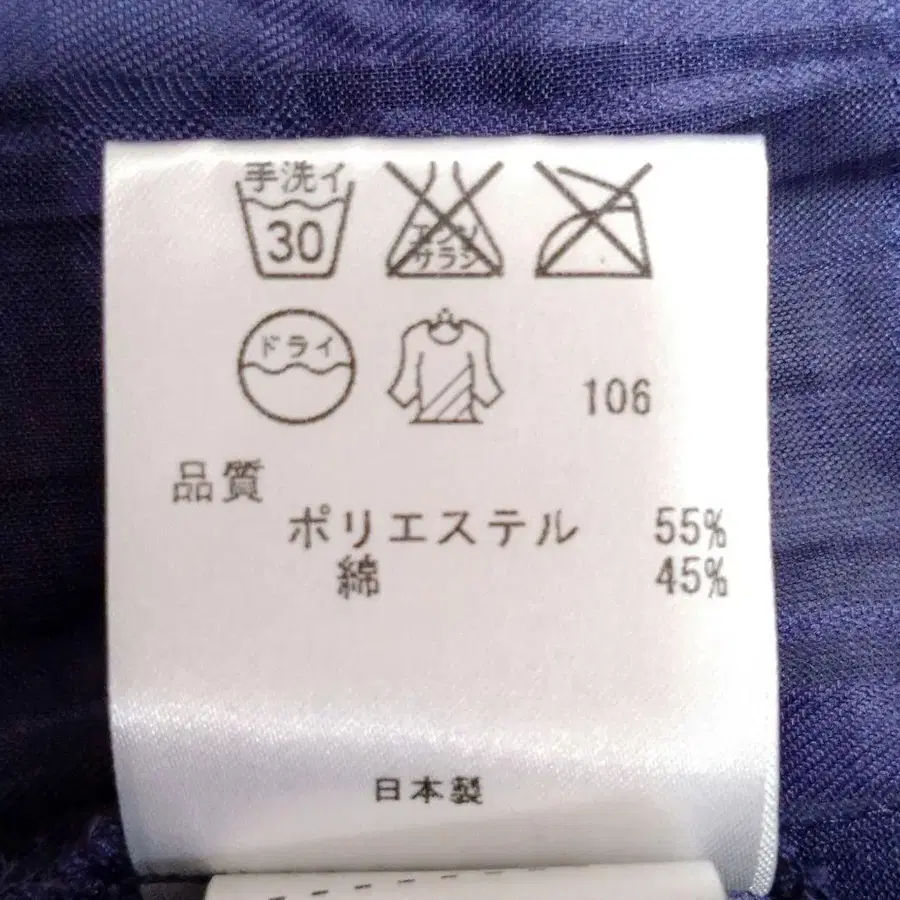 手洗イ
30
エンソ
サラシ
ドライ
106
品質
ポリエステル 55%
綿 45%
日本製